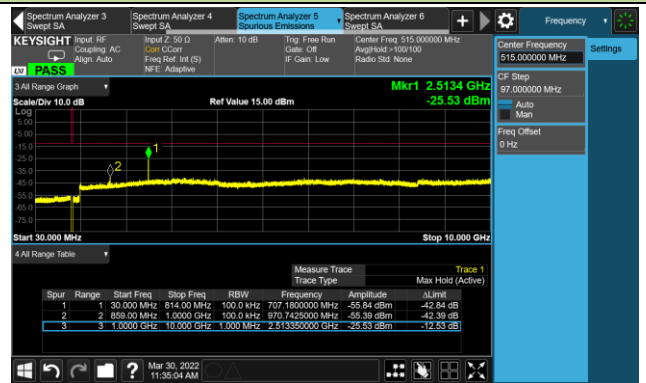 Spectrum Analyzer 3
Swept SA
Spectrum Analyzer 4
Swept SA
Spectrum Analyzer 5
Spurious Emissions
Spectrum Analyzer 6
Swept SA
Frequency
KEYSIGHT
Input: RF
Coupling: AC
Align: Auto
Input Z: 50 Ω
Corr CCorr
Freq Ref: Int (S)
NFE: Adaptive
Atten: 10 dB
Trig: Free Run
Gate: Off
IF Gain: Low
Center Freq: 515.000000 MHz
Avg|Hold:>100/100
Radio Std: None
LXI PASS
Center Frequency
515.000000 MHz
Settings
CF Step
97.000000 MHz
Auto
Man
Freq Offset
0 Hz
3 All Range Graph
Mkr1 2.5134 GHz
Scale/Div 10.0 dB
Ref Value 15.00 dBm
-25.53 dBm
Log
5.00
-5.00
-15.0
-25.0
-35.0
-45.0
-55.0
-65.0
-75.0
1
2
Start 30.000 MHz
Stop 10.000 GHz
4 All Range Table
Measure Trace Trace 1
Trace Type Max Hold (Active)
Spur Range Start Freq Stop Freq RBW Frequency Amplitude ΔLimit
1 1 30.000 MHz 814.00 MHz 100.0 kHz 707.1800000 MHz -55.84 dBm -42.84 dB
2 2 859.00 MHz 1.0000 GHz 100.0 kHz 970.7425000 MHz -55.39 dBm -42.39 dB
3 3 1.0000 GHz 10.000 GHz 1.000 MHz 2.513350000 GHz -25.53 dBm -12.53 dB
Mar 30, 2022
11:35:04 AM